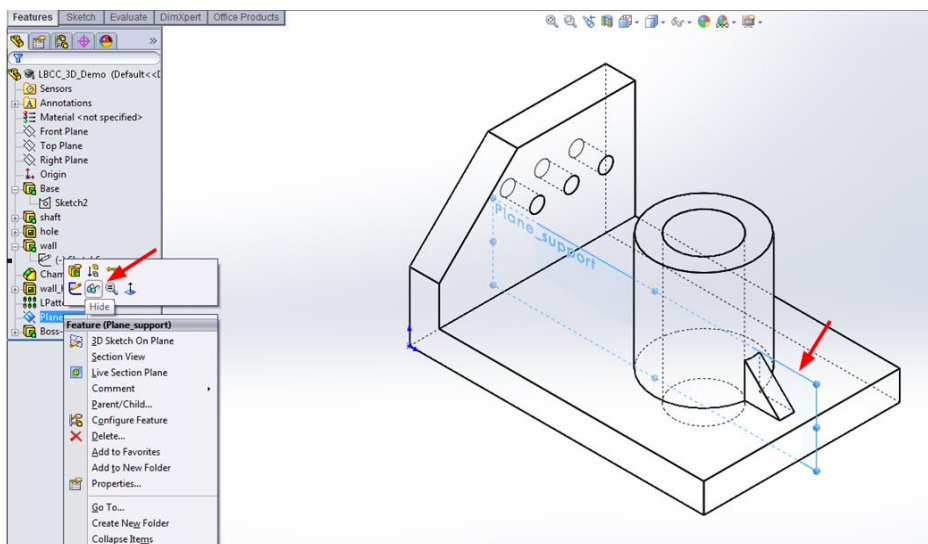 Features Sketch Evaluate DimXpert Office Products
»
LBCC_3D_Demo (Default<<D
Sensors
Annotations
Material <not specified>
Front Plane
Top Plane
Right Plane
Origin
Base
Sketch2
shaft
hole
wall
(-)
Cham
wall_
LPatte
Plane
Boss-
Hide
Feature (Plane_support)
3D Sketch On Plane
Section View
Live Section Plane
Comment
Parent/Child...
Configure Feature
Delete...
Add to Favorites
Add to New Folder
Properties...
Go To...
Create New Folder
Collapse Items
Plane_support